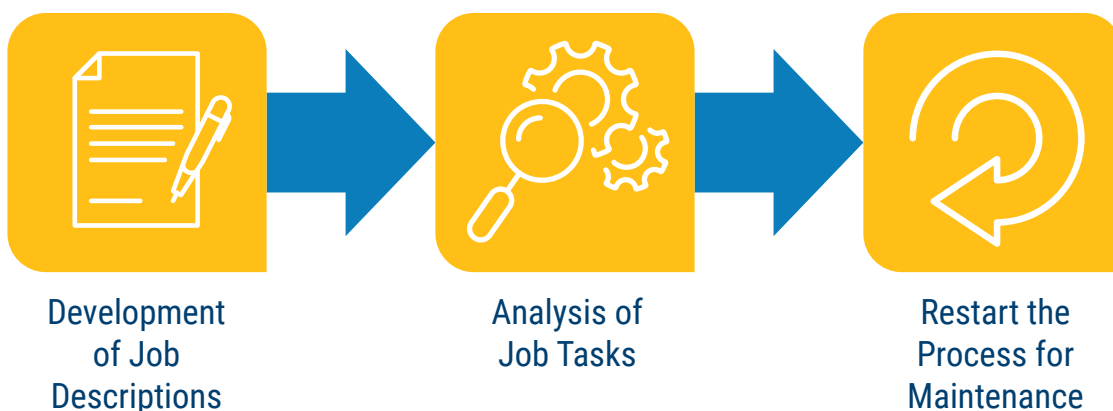 Development
of Job
Descriptions
Analysis of
Job Tasks
Restart the
Process for
Maintenance